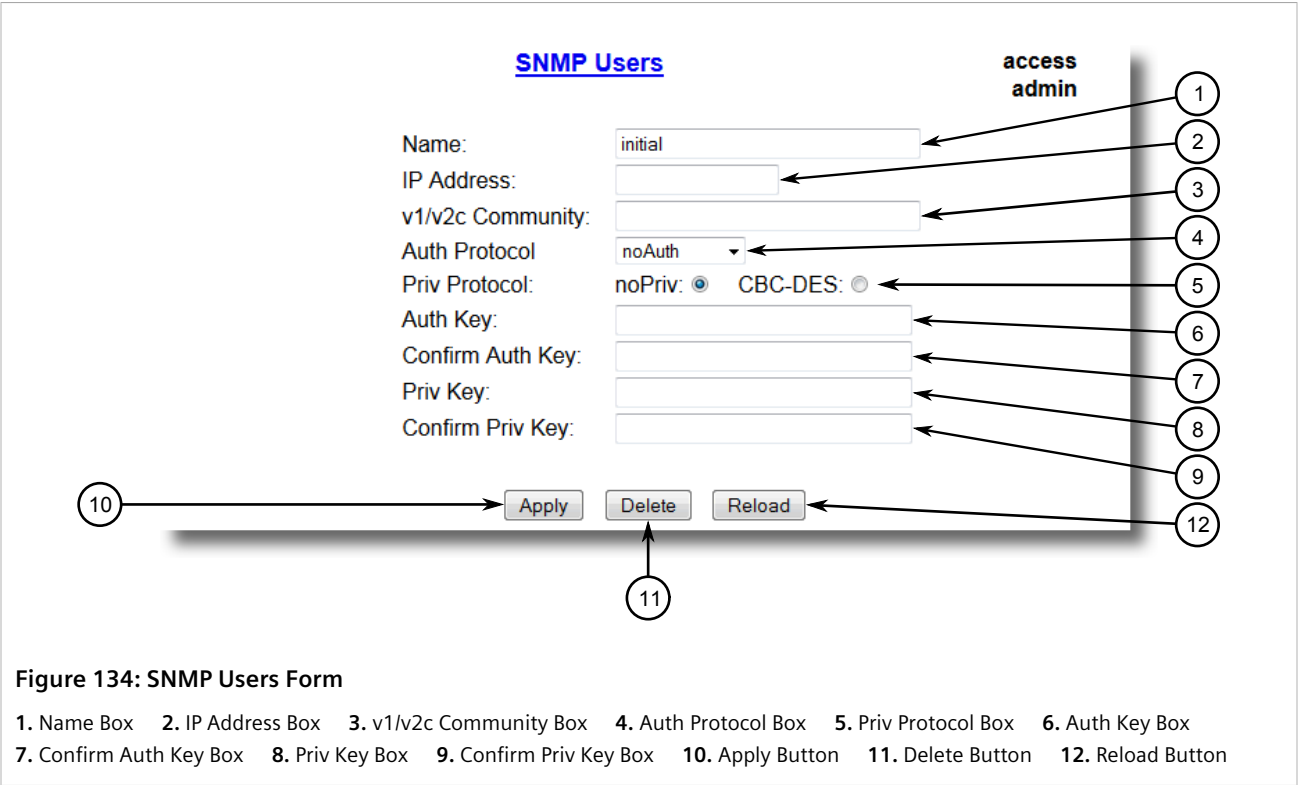 SNMP Users
access
admin
1
Name:
initial
2
IP Address:
3
v1/v2c Community:
4
Auth Protocol
noAuth
5
Priv Protocol:
noPriv: CBC-DES:
6
Auth Key:
7
Confirm Auth Key:
8
Priv Key:
9
Confirm Priv Key:
10
Apply Delete Reload
12
11
Figure 134: SNMP Users Form
1. Name Box 2. IP Address Box 3. v1/v2c Community Box 4. Auth Protocol Box 5. Priv Protocol Box 6. Auth Key Box
7. Confirm Auth Key Box 8. Priv Key Box 9. Confirm Priv Key Box 10. Apply Button 11. Delete Button 12. Reload Button